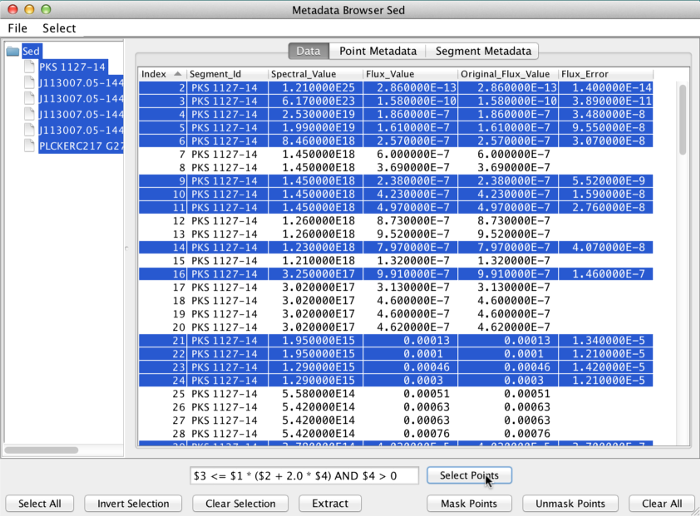 Metadata Browser Sed
File Select
Sed
PKS 1127-14
J113007.05-144
J113007.05-144
J113007.05-144
J113007.05-144
PLCKERC217 G27
Data Point Metadata Segment Metadata
Index Segment_Id Spectral_Value Flux_Value Original_Flux_Value Flux_Error
2 PKS 1127-14 1.210000E25 2.860000E-13 2.860000E-13 1.400000E-14
3 PKS 1127-14 6.170000E23 1.580000E-10 1.580000E-10 3.890000E-11
4 PKS 1127-14 2.530000E19 1.860000E-7 1.860000E-7 3.480000E-8
5 PKS 1127-14 1.990000E19 1.610000E-7 1.610000E-7 9.550000E-8
6 PKS 1127-14 8.460000E18 2.570000E-7 2.570000E-7 3.070000E-8
7 PKS 1127-14 1.450000E18 6.000000E-7 6.000000E-7
8 PKS 1127-14 1.450000E18 3.690000E-7 3.690000E-7
9 PKS 1127-14 1.450000E18 2.380000E-7 2.380000E-7 5.520000E-9
10 PKS 1127-14 1.450000E18 4.230000E-7 4.230000E-7 1.590000E-8
11 PKS 1127-14 1.450000E18 4.970000E-7 4.970000E-7 2.760000E-8
12 PKS 1127-14 1.260000E18 8.730000E-7 8.730000E-7
13 PKS 1127-14 1.260000E18 9.520000E-7 9.520000E-7
14 PKS 1127-14 1.230000E18 7.970000E-7 7.970000E-7 4.070000E-8
15 PKS 1127-14 1.210000E18 1.320000E-7 1.320000E-7
16 PKS 1127-14 3.250000E17 9.910000E-7 9.910000E-7 1.460000E-7
17 PKS 1127-14 3.020000E17 3.130000E-7 3.130000E-7
18 PKS 1127-14 3.020000E17 4.600000E-7 4.600000E-7
19 PKS 1127-14 3.020000E17 4.600000E-7 4.600000E-7
20 PKS 1127-14 3.020000E17 4.620000E-7 4.620000E-7
21 PKS 1127-14 1.950000E15 0.00013 0.00013 1.340000E-5
22 PKS 1127-14 1.950000E15 0.0001 0.0001 1.210000E-5
23 PKS 1127-14 1.290000E15 0.00046 0.00046 1.420000E-5
24 PKS 1127-14 1.290000E15 0.0003 0.0003 1.210000E-5
25 PKS 1127-14 5.580000E14 0.00051 0.00051
26 PKS 1127-14 5.420000E14 0.00063 0.00063
27 PKS 1127-14 5.420000E14 0.00063 0.00063
28 PKS 1127-14 5.420000E14 0.00076 0.00076
$3 <= $1 * ($2 + 2.0 * $4) AND $4 > 0 Select Points
Select All Invert Selection Clear Selection Extract Mask Points Unmask Points Clear All